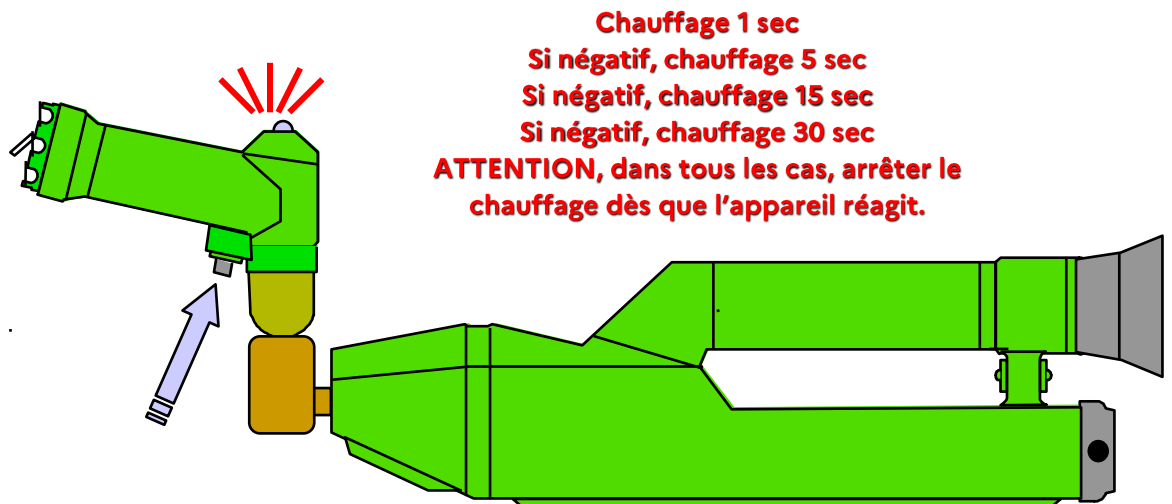 Chauffage 1 sec
Si négatif, chauffage 5 sec
Si négatif, chauffage 15 sec
Si négatif, chauffage 30 sec
ATTENTION, dans tous les cas, arrêter le
chauffage dès que l'appareil réagit.